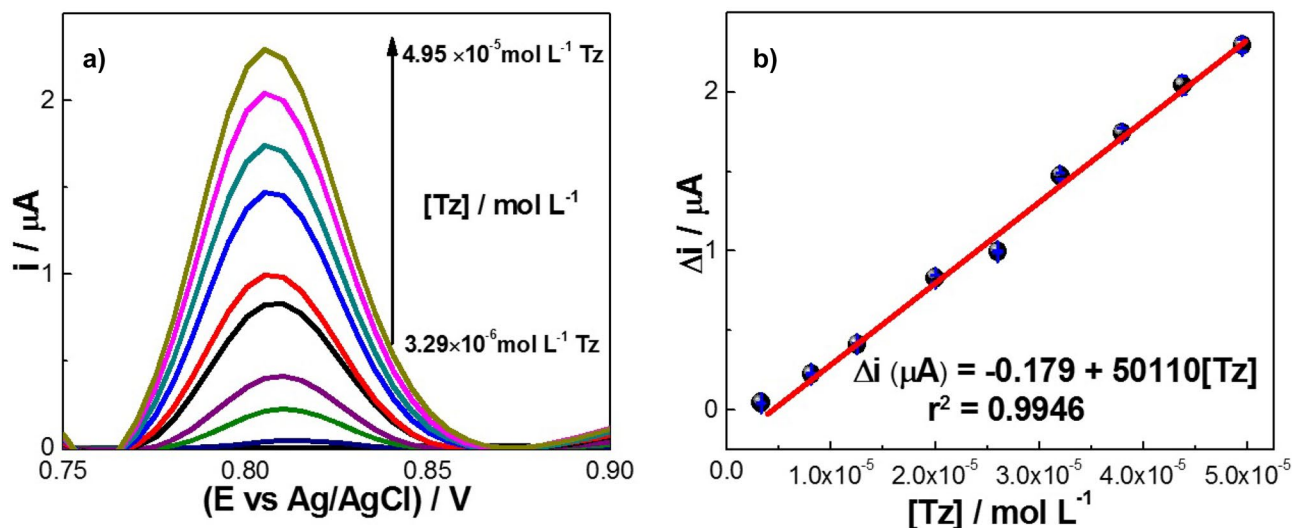 a)
4.95 ×10⁻⁵mol L⁻¹ Tz
[Tz] / mol L⁻¹
3.29×10⁻⁶mol L⁻¹ Tz
i / μA
2
1
0
0.75
0.80
0.85
0.90
(E vs Ag/AgCl) / V
b)
Δi / μA
2
1
0
Δi (μA) = -0.179 + 50110[Tz]
r² = 0.9946
0.0
1.0x10⁻⁵
2.0x10⁻⁵
3.0x10⁻⁵
4.0x10⁻⁵
5.0x10⁻⁵
[Tz] / mol L⁻¹